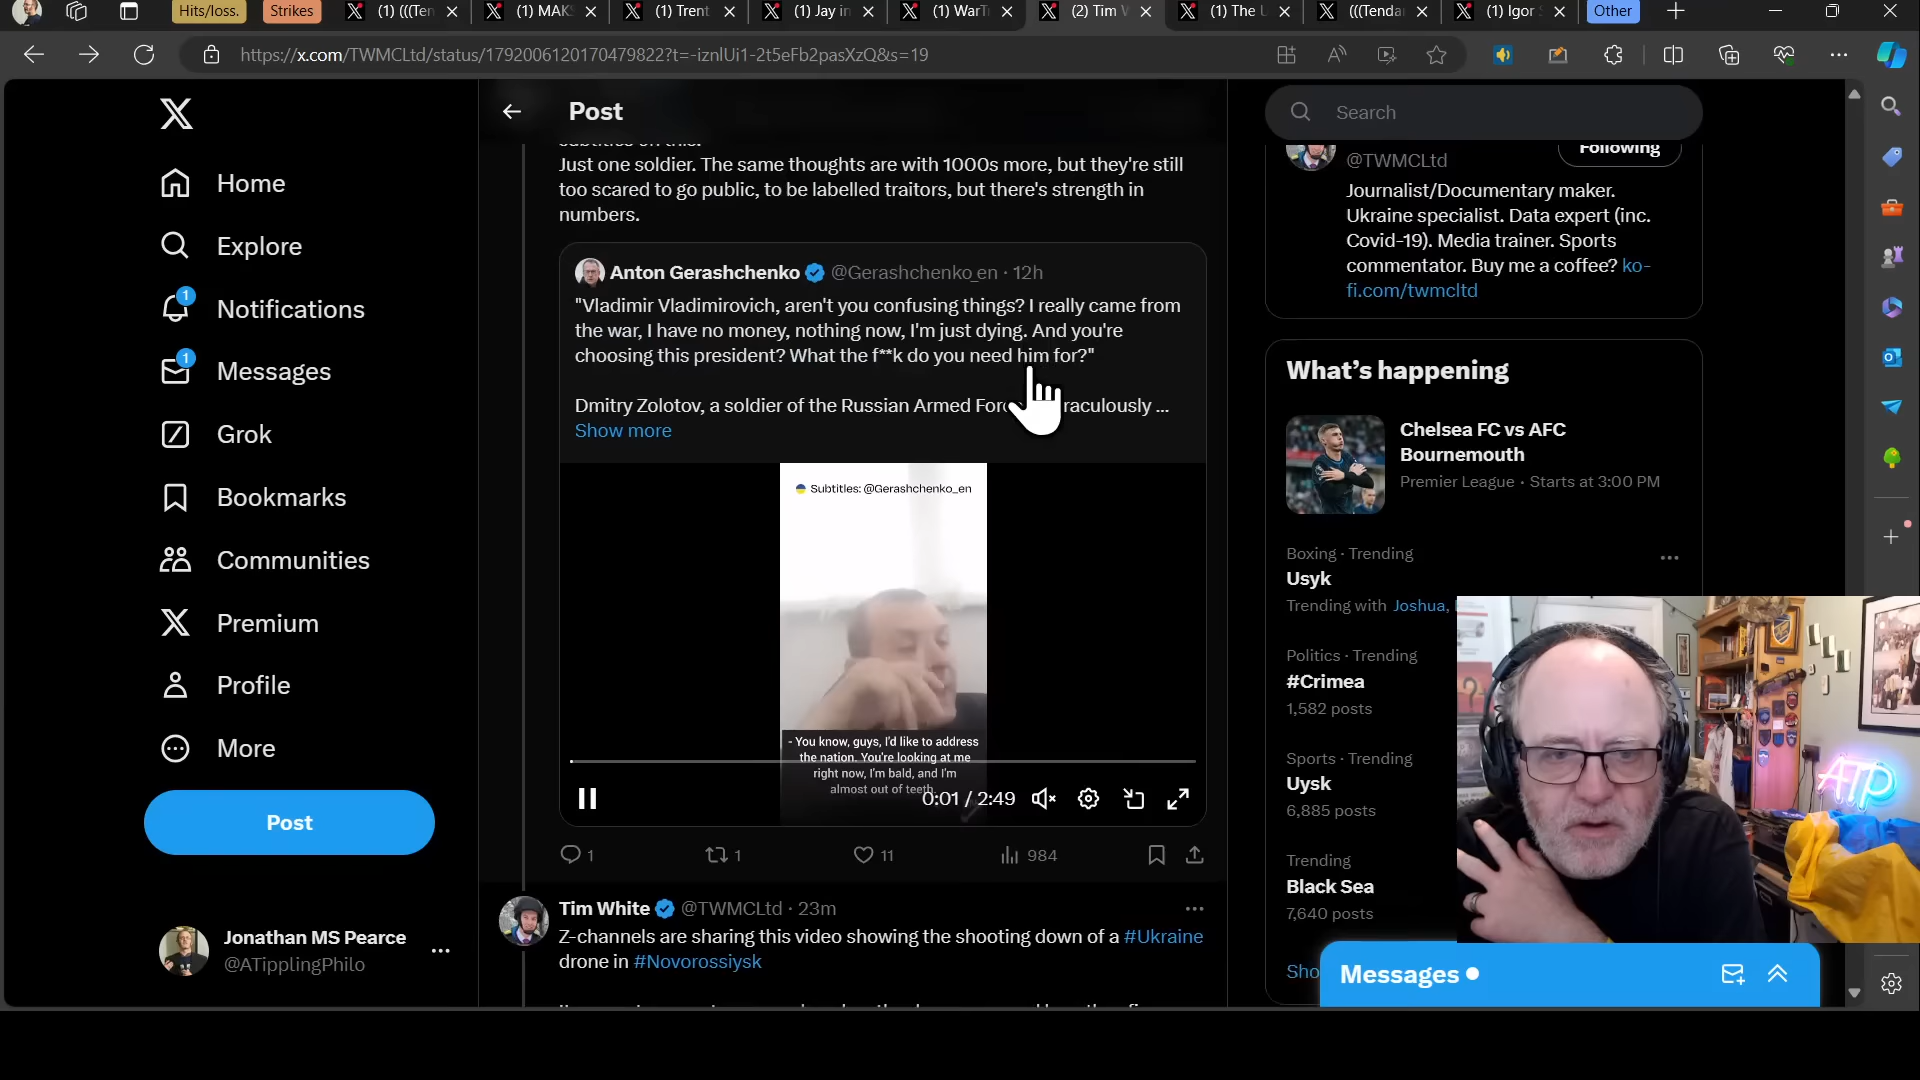 Hits/loss.
Strikes
(1) (((Ten
(1) MAK
(1) Trent
(1) Jay in
(1) WarT
(2) Tim
(1) The
(((Tenda
(1) Igor
Other
https://x.com/TWMCLtd/status/1792006120170479822?t=-iznlUi1-2t5eFb2pasXzQ&s=19
Home
Explore
1
Notifications
1
Messages
Grok
Bookmarks
Communities
Premium
Profile
More
Post
Jonathan MS Pearce
@ATipplingPhilo
Post
subtitles on this.
Just one soldier. The same thoughts are with 1000s more, but they're still
too scared to go public, to be labelled traitors, but there's strength in
numbers.
Anton Gerashchenko @Gerashchenko_en · 12h
"Vladimir Vladimirovich, aren't you confusing things? I really came from
the war, I have no money, nothing now, I'm just dying. And you're
choosing this president? What the f**k do you need him for?"
Dmitry Zolotov, a soldier of the Russian Armed For raculously ...
Show more
Subtitles: @Gerashchenko_en
- You know, guys, I'd like to address
the nation. You're looking at me
right now, I'm bald, and I'm
almost out of teeth.
0:01 / 2:49
1
1
11
984
Tim White @TWMCLtd · 23m
Z-channels are sharing this video showing the shooting down of a #Ukraine
drone in #Novorossiysk
Search
Following
@TWMCLtd
Journalist/Documentary maker.
Ukraine specialist. Data expert (inc.
Covid-19). Media trainer. Sports
commentator. Buy me a coffee? ko-
fi.com/twmcltd
What's happening
Chelsea FC vs AFC
Bournemouth
Premier League · Starts at 3:00 PM
Boxing · Trending
Usyk
Trending with Joshua,
Politics · Trending
#Crimea
1,582 posts
Sports · Trending
Uysk
6,885 posts
Trending
Black Sea
7,640 posts
Sho
Messages
ATP